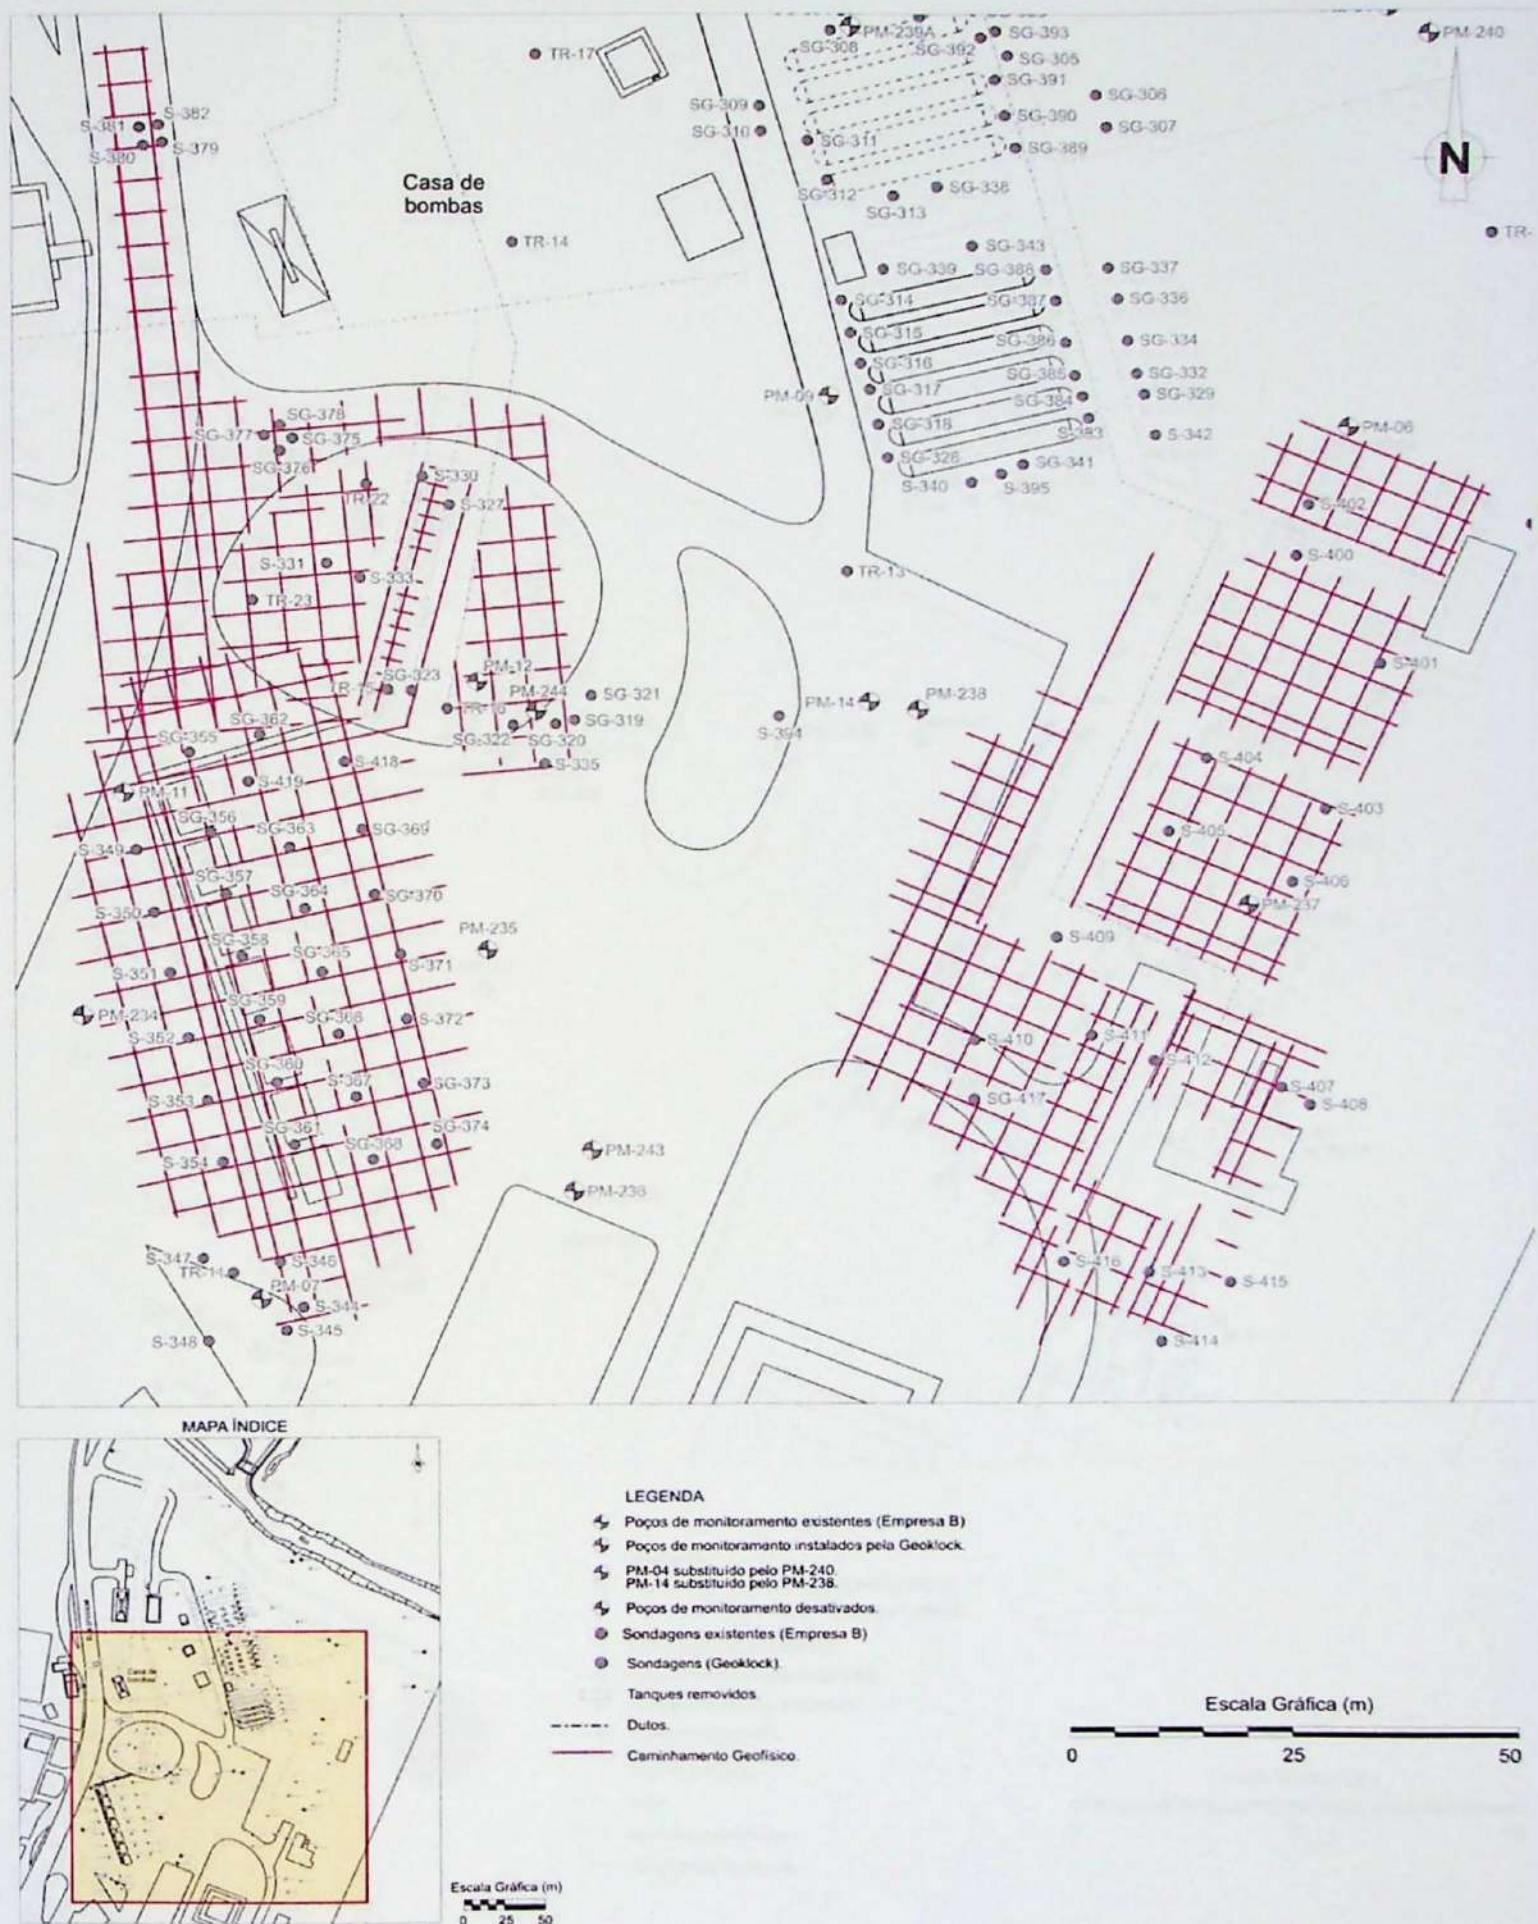 PM-239A
SG-393
PM-240
TR-17
SG-308
SG-392
SG-305
SG-391
SG-306
SG-309
SG-390
SG-307
S-382
S-381
SG-310
SG-311
SG-389
S-379
S-380
Casa de
bombas
SG-312
SG-338
SG-313
TR-14
TR-
N
SG-343
SG-339
SG-388
SG-337
SG-314
SG-387
SG-336
SG-315
SG-386
SG-334
SG-316
SG-385
SG-332
PM-09
SG-317
SG-384
SG-329
SG-378
SG-318
S-383
S-342
PM-06
SG-377
SG-375
SG-376
SG-326
SG-341
S-340
S-395
TR-22
S-330
S-327
S-402
S-331
S-400
S-333
TR-13
TR-23
S-401
PM-12
TR-15
SG-323
PM-244
SG-321
PM-14
PM-238
TR-16
SG-319
SG-362
SG-322
SG-320
S-394
SG-355
S-418
S-335
S-404
S-419
PM-11
SG-356
SG-363
SG-369
S-403
S-405
S-349
SG-357
SG-364
SG-370
S-406
PM-237
S-350
PM-235
S-409
SG-358
SG-365
S-371
S-351
SG-359
PM-234
SG-366
S-372
S-352
S-410
S-411
S-412
SG-360
S-367
SG-373
S-407
S-353
SG-417
S-408
SG-361
SG-374
S-354
SG-368
PM-243
PM-236
S-347
S-346
S-416
S-413
S-415
PM-07
S-344
S-345
S-348
S-414
MAPA ÍNDICE
Casa de
bombas
LEGENDA
Poços de monitoramento existentes (Empresa B)
Poços de monitoramento instalados pela Geoklock.
PM-04 substituído pelo PM-240.
PM-14 substituído pelo PM-238.
Poços de monitoramento desativados.
Sondagens existentes (Empresa B)
Sondagens (Geoklock).
Tanques removidos.
Dutos.
Caminhamento Geofísico.
Escala Gráfica (m)
0 25 50
Escala Gráfica (m)
0 25 50